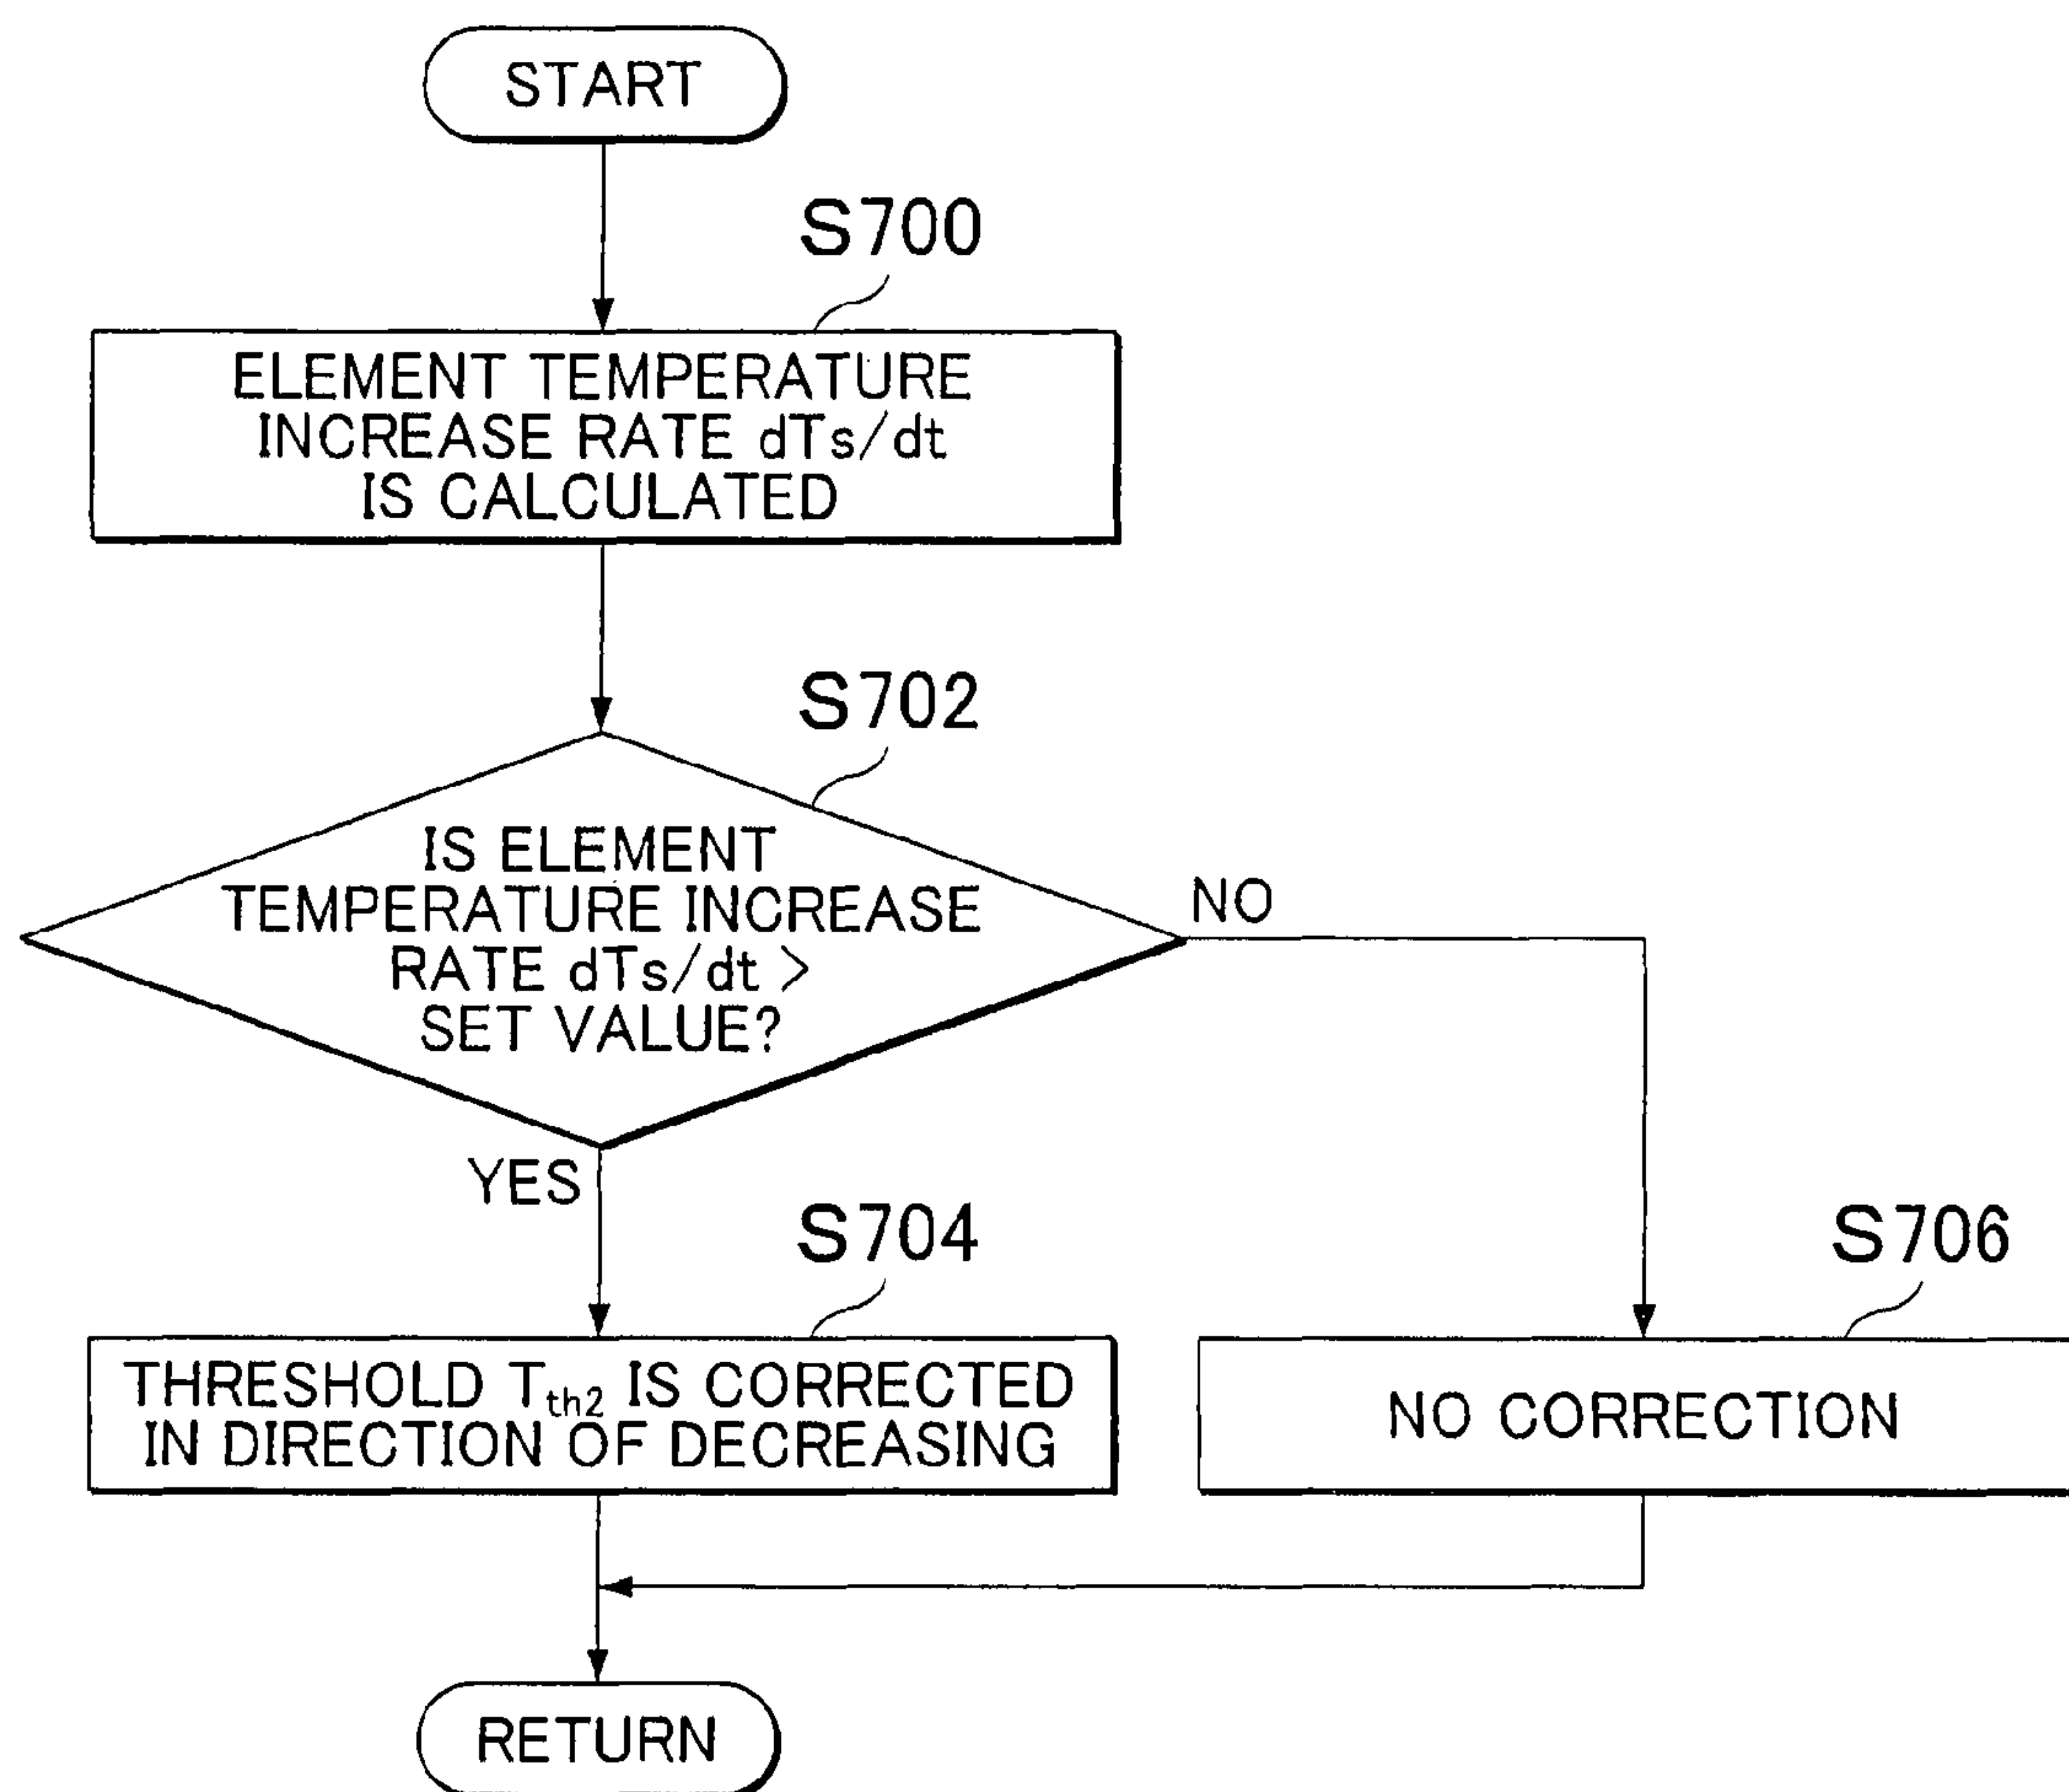 START
S700
ELEMENT TEMPERATURE
INCREASE RATE dTs/dt
IS CALCULATED
S702
IS ELEMENT
TEMPERATURE INCREASE
RATE dTs/dt >
SET VALUE?
NO
YES
S704
THRESHOLD Tth2 IS CORRECTED
IN DIRECTION OF DECREASING
S706
NO CORRECTION
RETURN